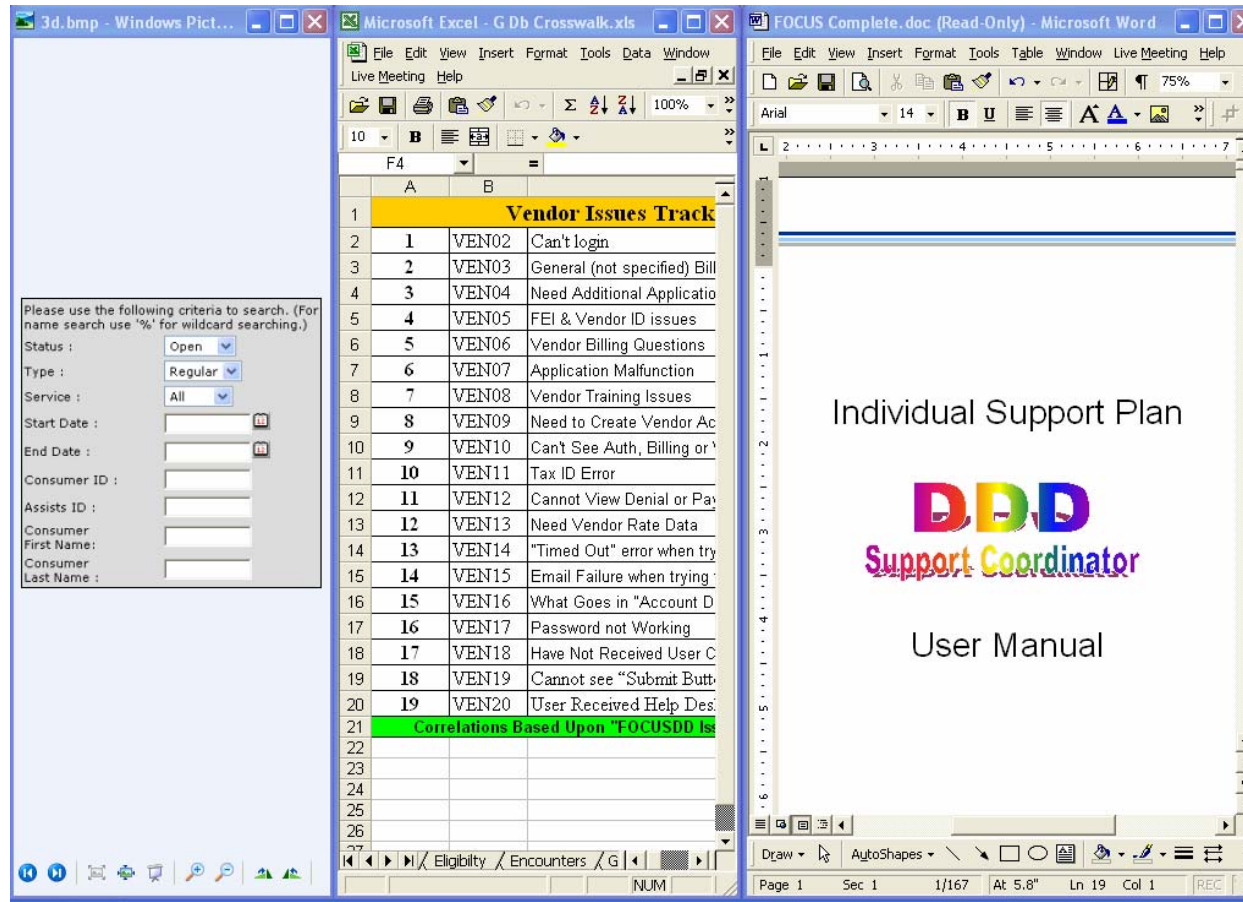 3d.bmp - Windows Pict...
Please use the following criteria to search. (For
name search use '%' for wildcard searching.)
Status : Open
Type : Regular
Service : All
Start Date :
End Date :
Consumer ID :
Assists ID :
Consumer
First Name:
Consumer
Last Name :
Microsoft Excel - G Db Crosswalk.xls
File Edit View Insert Format Tools Data Window
Live Meeting Help
100%
10 B
F4 =
A B
1 Vendor Issues Track
2 1 VEN02 Can't login
3 2 VEN03 General (not specified) Bill
4 3 VEN04 Need Additional Applicatio
5 4 VEN05 FEI & Vendor ID issues
6 5 VEN06 Vendor Billing Questions
7 6 VEN07 Application Malfunction
8 7 VEN08 Vendor Training Issues
9 8 VEN09 Need to Create Vendor Ac
10 9 VEN10 Can't See Auth, Billing or
11 10 VEN11 Tax ID Error
12 11 VEN12 Cannot View Denial or Pay
13 12 VEN13 Need Vendor Rate Data
14 13 VEN14 "Timed Out" error when try
15 14 VEN15 Email Failure when trying
16 15 VEN16 What Goes in "Account D
17 16 VEN17 Password not Working
18 17 VEN18 Have Not Received User C
19 18 VEN19 Cannot see “Submit Butt
20 19 VEN20 User Received Help Des
21 Correlations Based Upon "FOCUSDD Iss
22
23
24
25
26
27
Eligibilty Encounters G
NUM
FOCUS Complete.doc (Read-Only) - Microsoft Word
File Edit View Insert Format Tools Table Window Live Meeting Help
75%
Arial 14 B U A A
2 3 4 5 6 7
Individual Support Plan
DDD
Support Coordinator
User Manual
Draw AutoShapes
Page 1 Sec 1 1/167 At 5.8" Ln 19 Col 1 REC